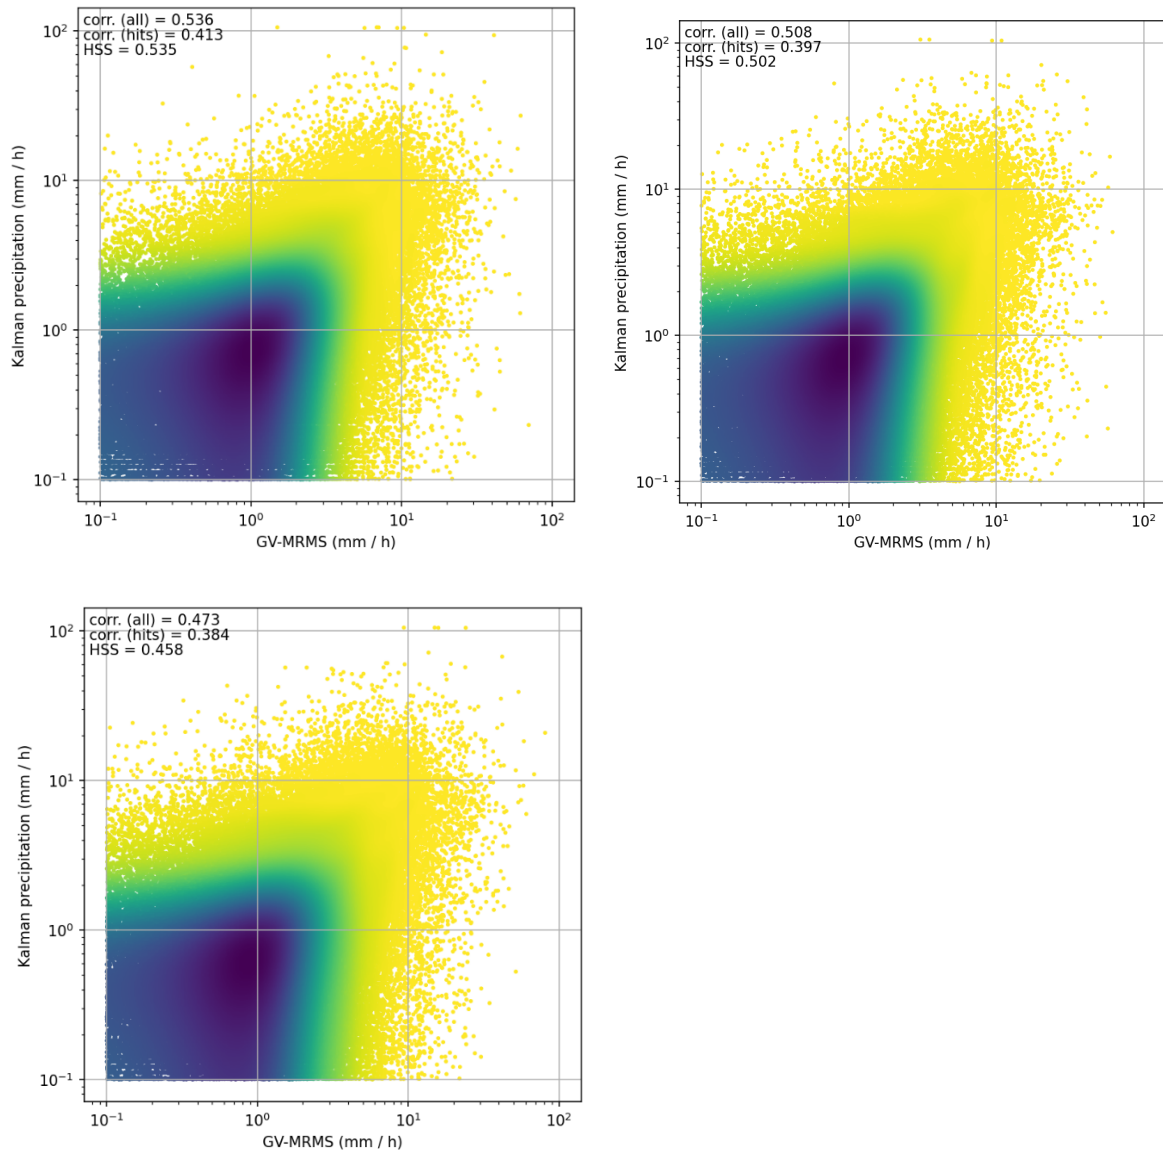 corr. (all) = 0.536
corr. (hits) = 0.413
HSS = 0.535
Kalman precipitation (mm / h)
10²
10¹
10⁰
10⁻¹
10⁻¹ 10⁰ 10¹ 10²
GV-MRMS (mm / h)
corr. (all) = 0.508
corr. (hits) = 0.397
HSS = 0.502
Kalman precipitation (mm / h)
10²
10¹
10⁰
10⁻¹
10⁻¹ 10⁰ 10¹ 10²
GV-MRMS (mm / h)
corr. (all) = 0.473
corr. (hits) = 0.384
HSS = 0.458
Kalman precipitation (mm / h)
10²
10¹
10⁰
10⁻¹
10⁻¹ 10⁰ 10¹ 10²
GV-MRMS (mm / h)